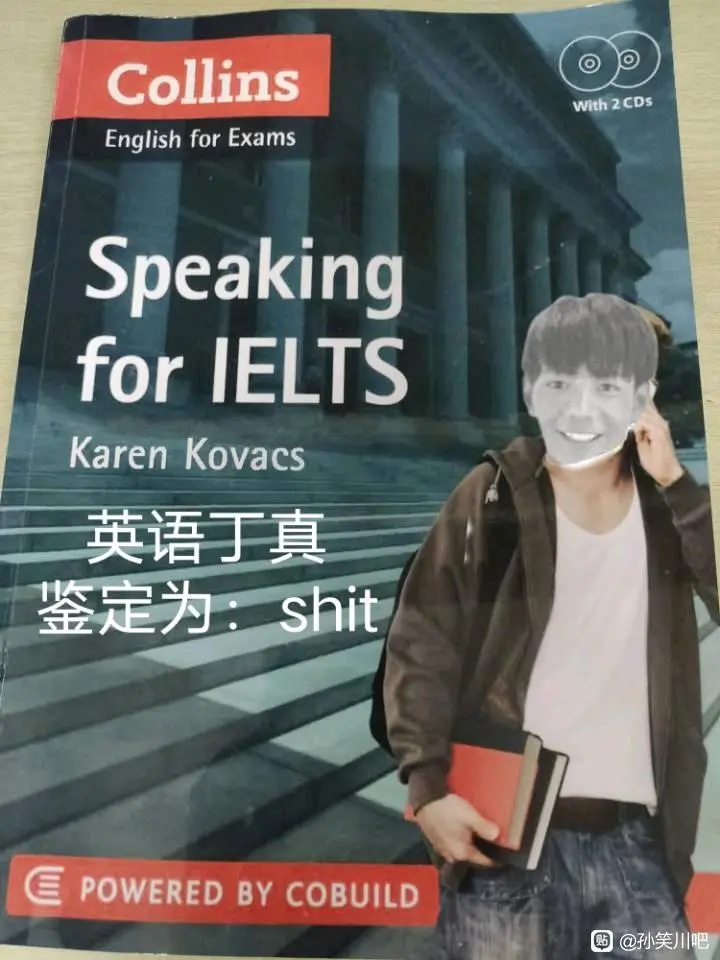 Collins
English for Exams
With 2 CDs
Speaking
for IELTS
Karen Kovacs
英语丁真
鉴定为：shit
POWERED BY COBUILD
贴 @孙笑川吧